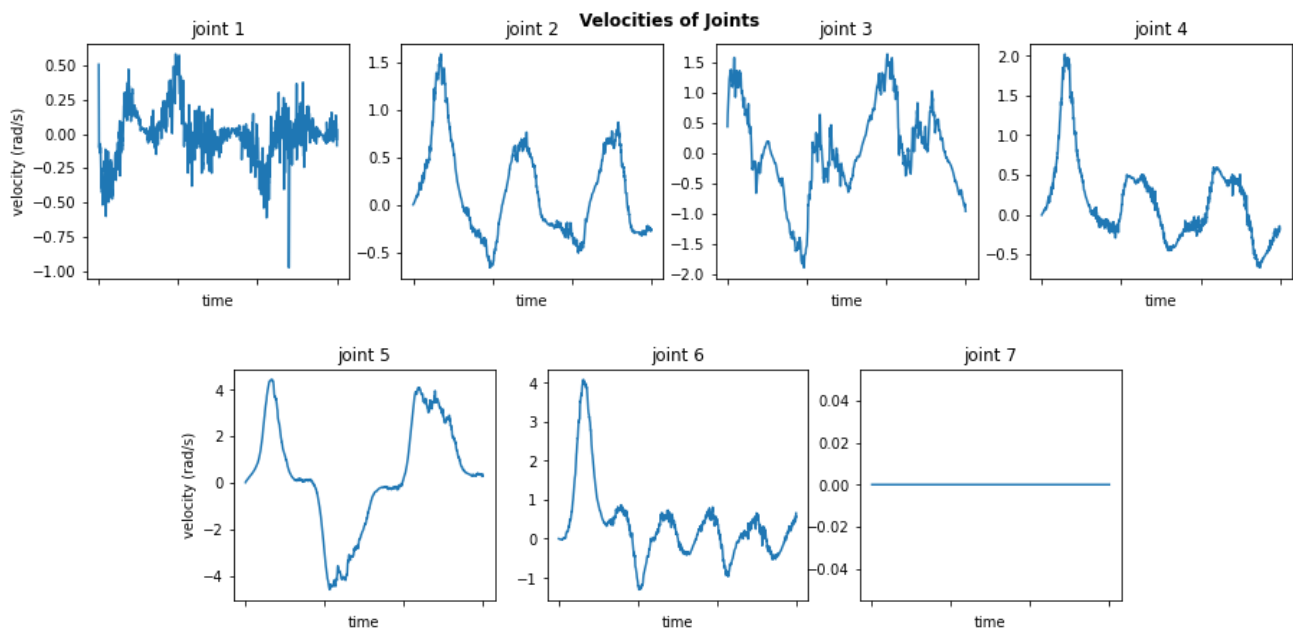 Velocities of Joints
joint 1
joint 2
joint 3
joint 4
velocity (rad/s)
0.50
0.25
0.00
−0.25
−0.50
−0.75
−1.00
time
1.5
1.0
0.5
0.0
−0.5
time
1.5
1.0
0.5
0.0
−0.5
−1.0
−1.5
−2.0
time
2.0
1.5
1.0
0.5
0.0
−0.5
time
joint 5
joint 6
joint 7
velocity (rad/s)
4
2
0
−2
−4
time
4
3
2
1
0
−1
time
0.04
0.02
0.00
−0.02
−0.04
time